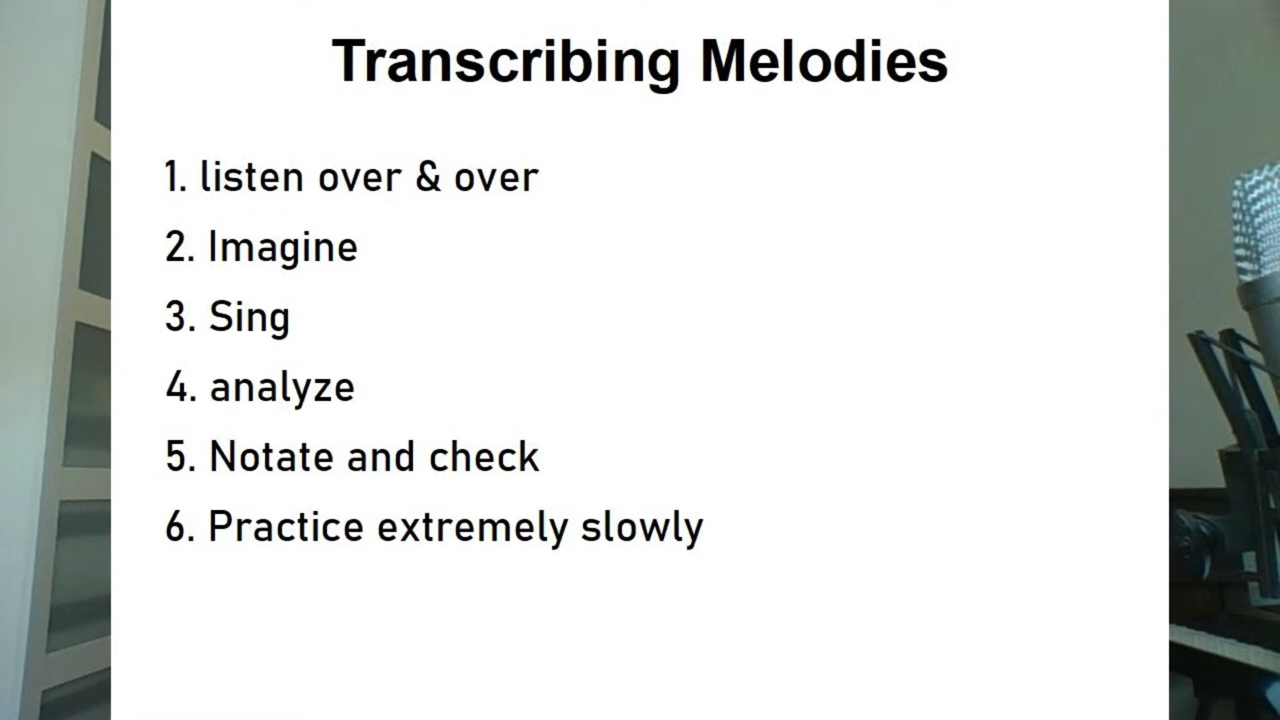 Transcribing Melodies
1. listen over & over
2. Imagine
3. Sing
4. analyze
5. Notate and check
6. Practice extremely slowly